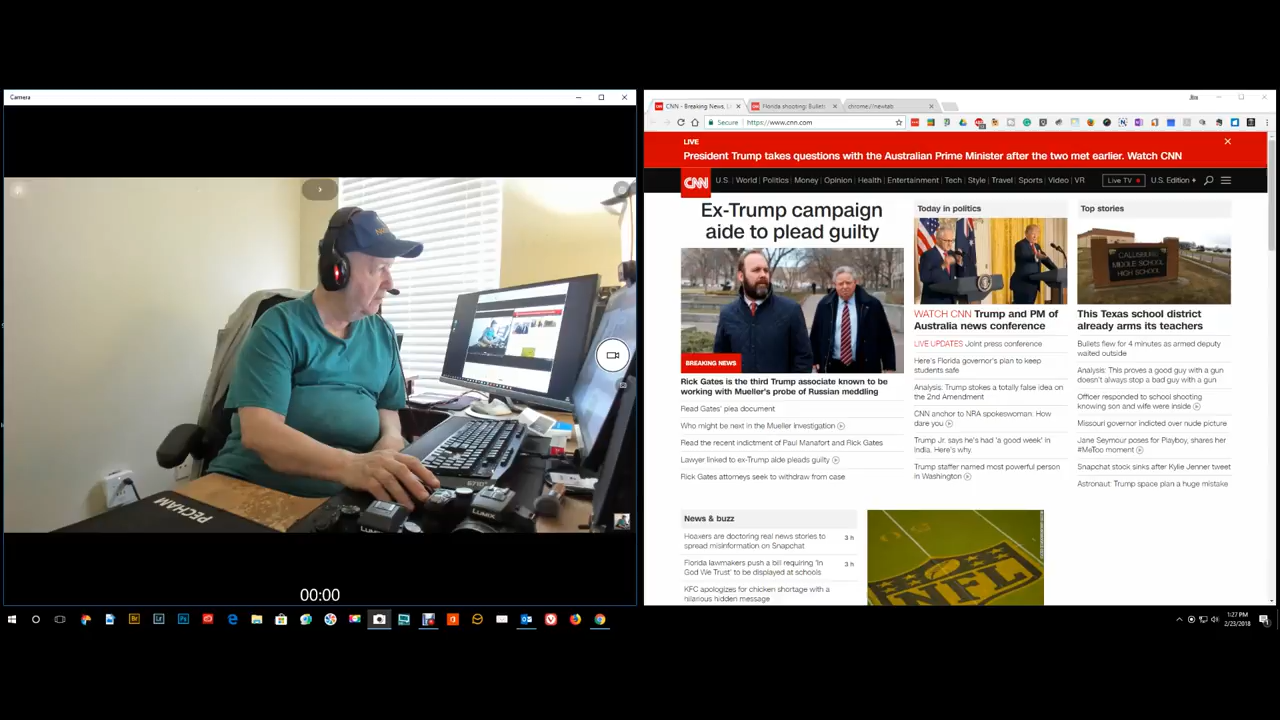 Camera
PECHAM
LUMIX
LUMIX
00:00
CNN - Breaking News, L
Florida shooting: Bullets
chrome://newtab
Secure
https://www.cnn.com
LIVE
President Trump takes questions with the Australian Prime Minister after the two met earlier. Watch CNN
CNN
U.S. World Politics Money Opinion Health Entertainment Tech Style Travel Sports Video VR
Live TV
U.S. Edition
Ex-Trump campaign
aide to plead guilty
BREAKING NEWS
Rick Gates is the third Trump associate known to be
working with Mueller's probe of Russian meddling
Read Gates' plea document
Who might be next in the Mueller investigation
Read the recent indictment of Paul Manafort and Rick Gates
Lawyer linked to ex-Trump aide pleads guilty
Rick Gates attorneys seek to withdraw from case
Today in politics
WATCH CNN Trump and PM of
Australia news conference
LIVE UPDATES Joint press conference
Here's Florida governor's plan to keep
students safe
Analysis: Trump stokes a totally false idea on
the 2nd Amendment
CNN anchor to NRA spokeswoman: How
dare you
Trump Jr. says he's had 'a good week' in
India. Here's why.
Trump staffer named most powerful person
in Washington
Top stories
CALLISBURG
MIDDLE SCHOOL
HIGH SCHOOL
This Texas school district
already arms its teachers
Bullets flew for 4 minutes as armed deputy
waited outside
Analysis: This proves a good guy with a gun
doesn't always stop a bad guy with a gun
Officer responded to school shooting
knowing son and wife were inside
Missouri governor indicted over nude picture
Jane Seymour poses for Playboy, shares her
#MeToo moment
Snapchat stock sinks after Kylie Jenner tweet
Astronaut: Trump space plan a huge mistake
News & buzz
Hoaxers are doctoring real news stories to
spread misinformation on Snapchat
3 h
Florida lawmakers push a bill requiring 'In
God We Trust' to be displayed at schools
3 h
KFC apologizes for chicken shortage with a
hilarious hidden message
NFL
1:27 PM
2/23/2018